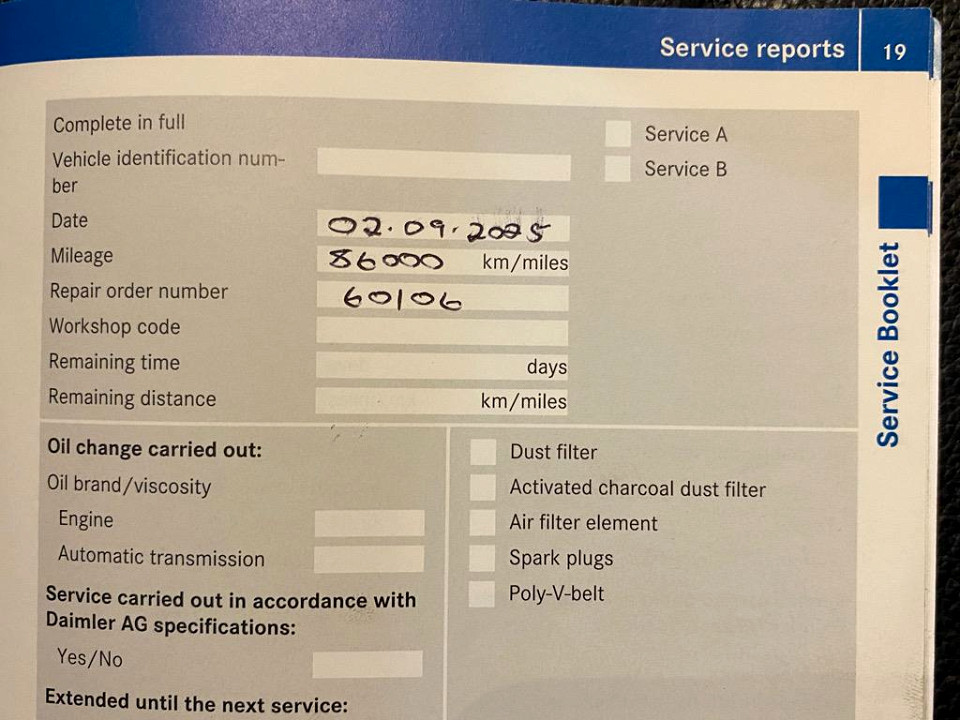 Service reports 19
Complete in full
Service A
Vehicle identification num-
ber
Service B
Date 02.09.2025
Mileage 86000 km/miles
Repair order number 60106
Workshop code
Remaining time days
Remaining distance km/miles
Service Booklet
Oil change carried out:
Oil brand/viscosity
Engine
Automatic transmission
Service carried out in accordance with
Daimler AG specifications:
Yes/No
Extended until the next service:
Dust filter
Activated charcoal dust filter
Air filter element
Spark plugs
Poly-V-belt